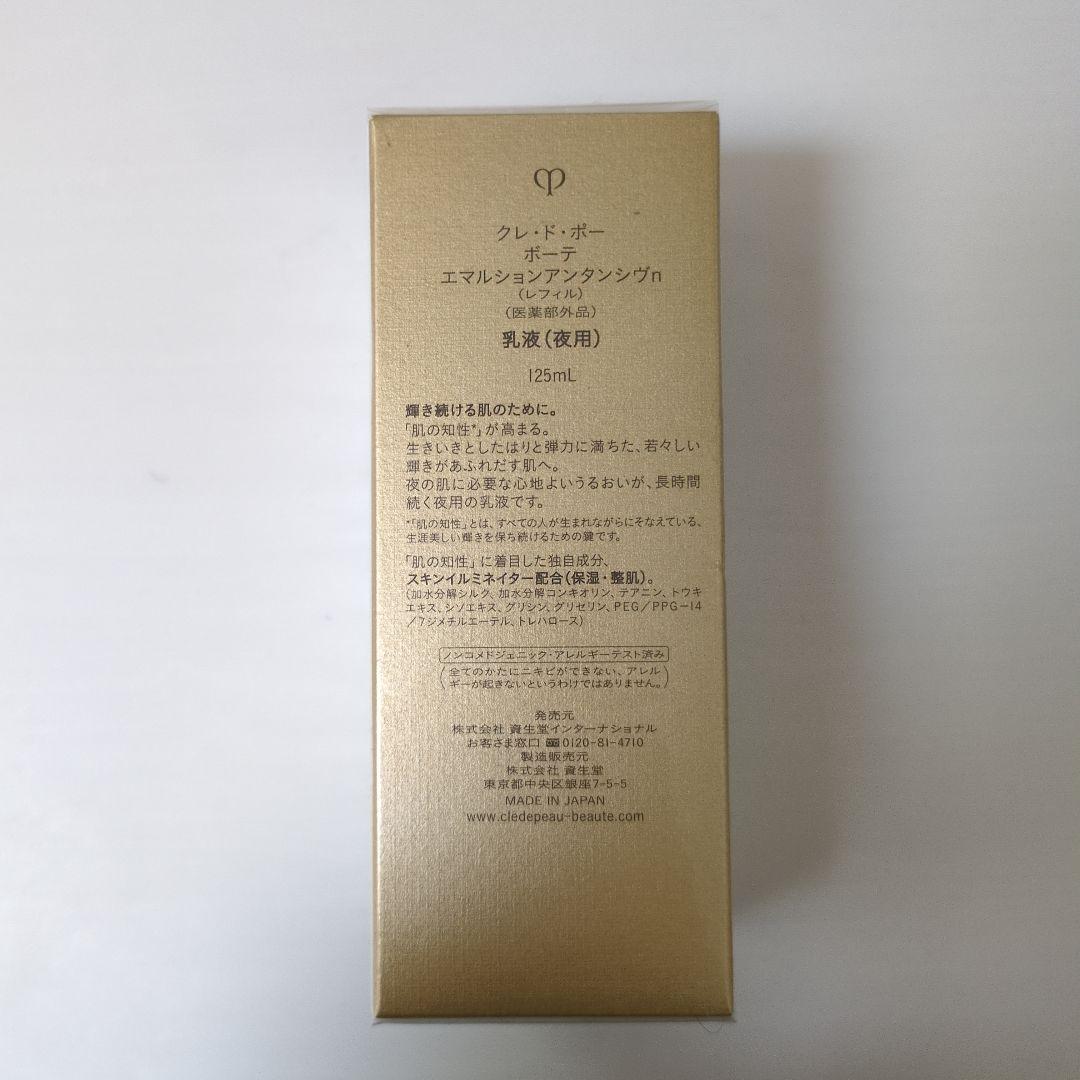 クレ・ド・ポー
ボーテ
エマルションアンタンシヴn
（レフィル）
（医薬部外品）
乳液（夜用）
125mL
輝き続ける肌のために。
「肌の知性*」が高まる。
生きいきとしたはりと弾力に満ちた、若々しい
輝きがあふれだす肌へ。
夜の肌に必要な心地よいうるおいが、長時間
続く夜用の乳液です。
*「肌の知性」とは、すべての人が生まれながらにそなえている、
生涯美しい輝きを保ち続けるための鍵です。
「肌の知性」に着目した独自成分、
スキンイルミネイター配合（保湿・整肌）。
（加水分解シルク、加水分解コンキオリン、テアニン、トウキ
エキス、シソエキス、グリシン、グリセリン、PEG／PPG－14
／7ジメチルエーテル、トレハロース）
ノンコメドジェニック・アレルギーテスト済み
（全てのかたにニキビができない、アレル
ギーが起きないというわけではありません。）
発売元
株式会社 資生堂インターナショナル
お客さま窓口 0120-81-4710
製造販売元
株式会社 資生堂
東京都中央区銀座7-5-5
MADE IN JAPAN
www.cledepeau-beaute.com